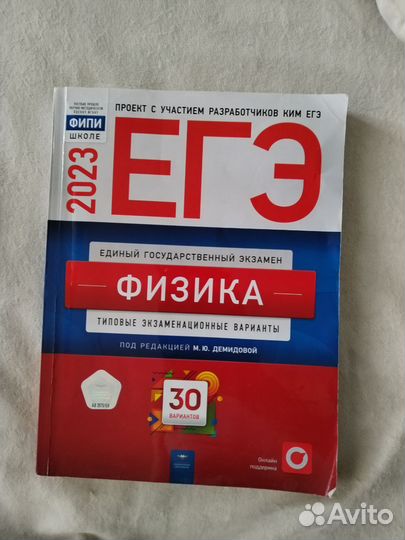 ПРОЕКТ С УЧАСТИЕМ РАЗРАБОТЧИКОВ КИМ ЕГЭ
ФИПИ
ШКОЛЕ
2023
ЕГЭ
ЕДИНЫЙ ГОСУДАРСТВЕННЫЙ ЭКЗАМЕН
ФИЗИКА
ТИПОВЫЕ ЭКЗАМЕНАЦИОННЫЕ ВАРИАНТЫ
ПОД РЕДАКЦИЕЙ М. Ю. ДЕМИДОВОЙ
30
ВАРИАНТОВ
Онлайн
поддержка
Avito